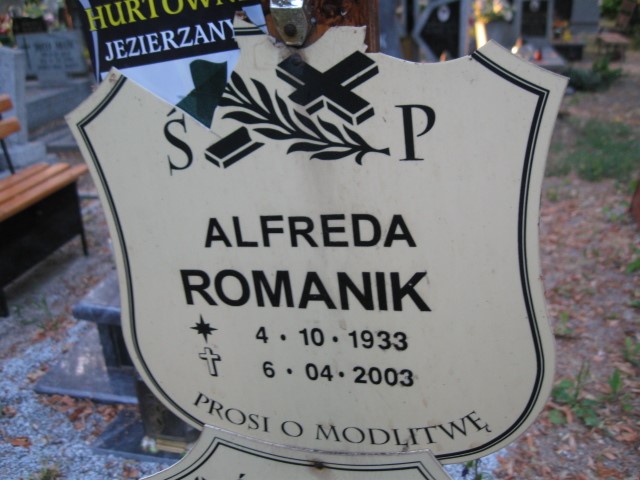 HURTOWN
JEZIERZANY
Ś P
ALFREDA
ROMANIK
4 · 10 · 1933
6 · 04 · 2003
PROSI O MODLITWĘ